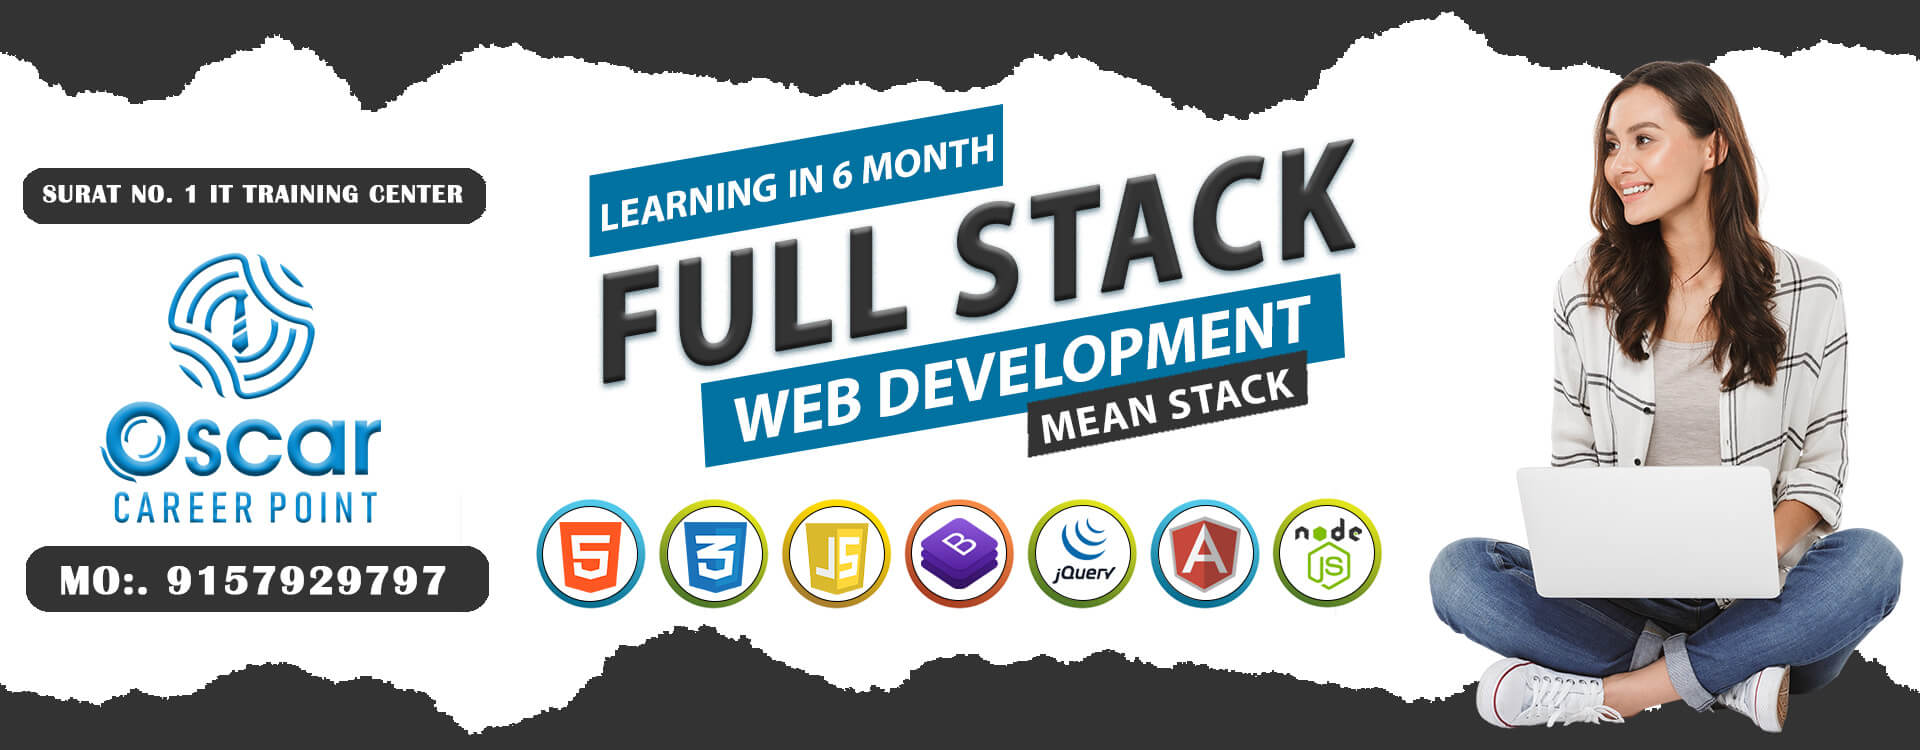 SURAT NO. 1 IT TRAINING CENTER
Oscar
CAREER POINT
MO:. 9157929797
LEARNING IN 6 MONTH
FULL STACK
WEB DEVELOPMENT
MEAN STACK
5
3
JS
B
jQuery
A
node
JS